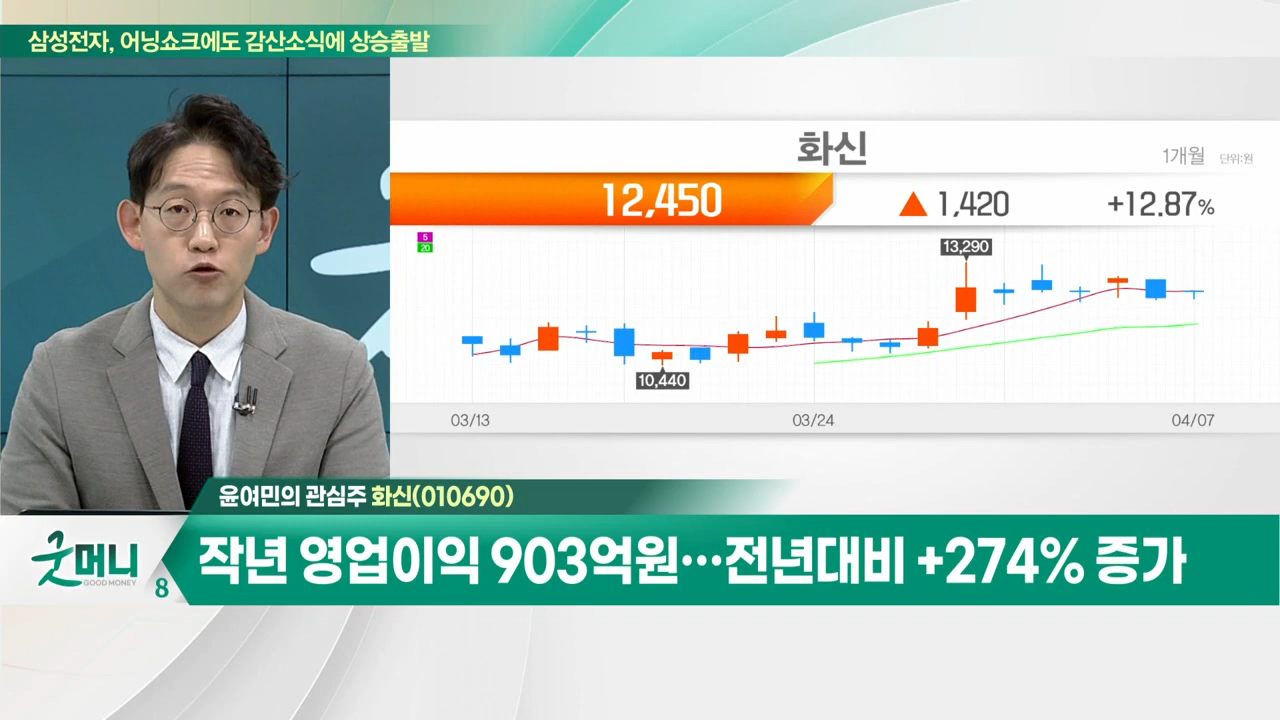 삼성전자, 어닝쇼크에도 감산소식에 상승출발
화신
1개월 단위:원
12,450 ▲ 1,420 +12.87%
5
20
13,290
10,440
03/13 03/24 04/07
윤여민의 관심주 화신(010690)
굿머니
GOOD MONEY
8
작년 영업이익 903억원…전년대비 +274% 증가